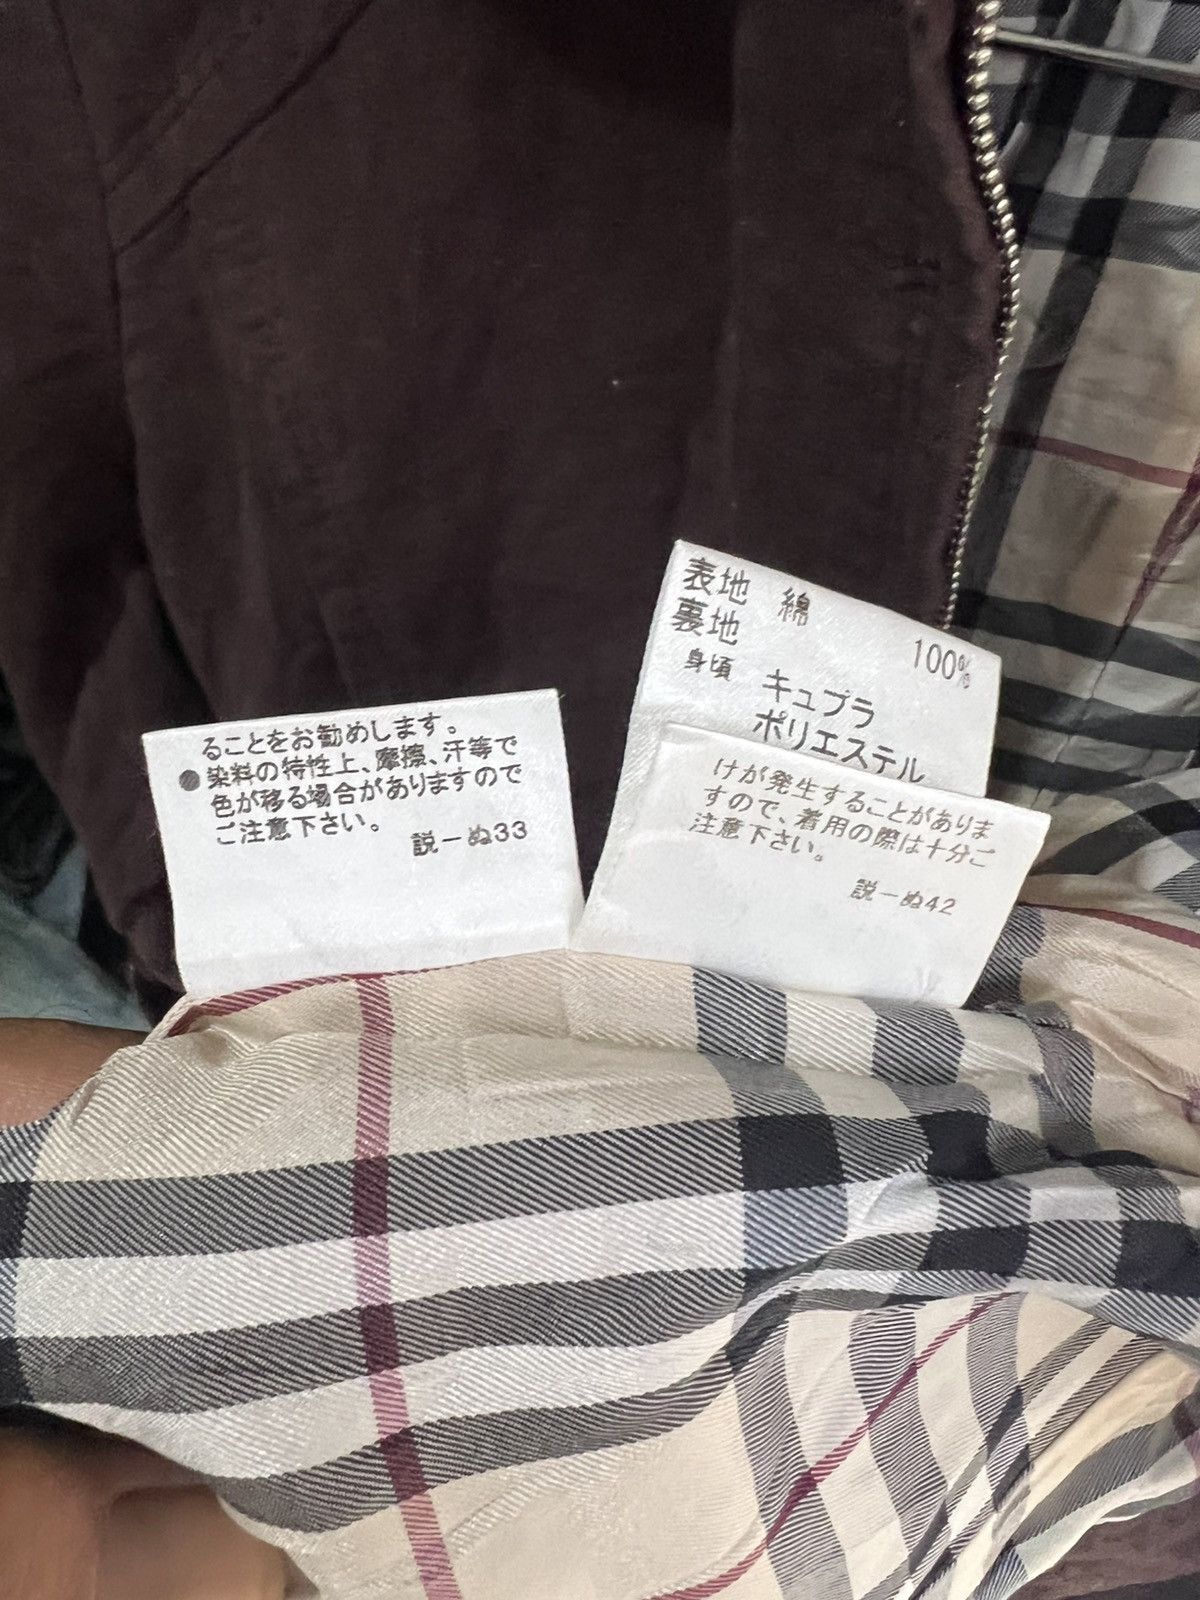 ることをお勧めします。
●染料の特性上、摩擦、汗等で
色が移る場合がありますので
ご注意下さい。
説ーぬ33
表地 綿 100%
裏地
身頃 キュプラ
ポリエステル
けが発生することがありま
すので、着用の際は十分ご
注意下さい。
説ーぬ42